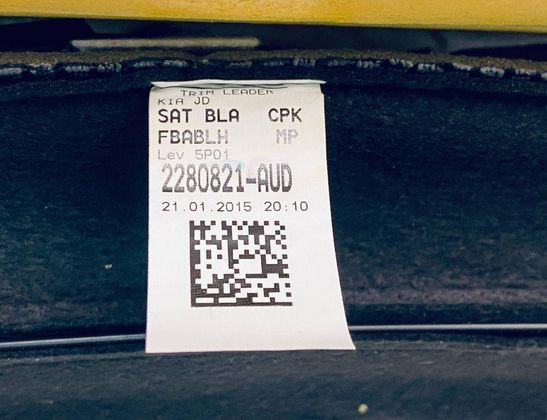 TRIM LEADER
KIA JD
SAT BLA CPK
FBABLH MP
Lev 5P01
2280821-AUD
21.01.2015 20:10